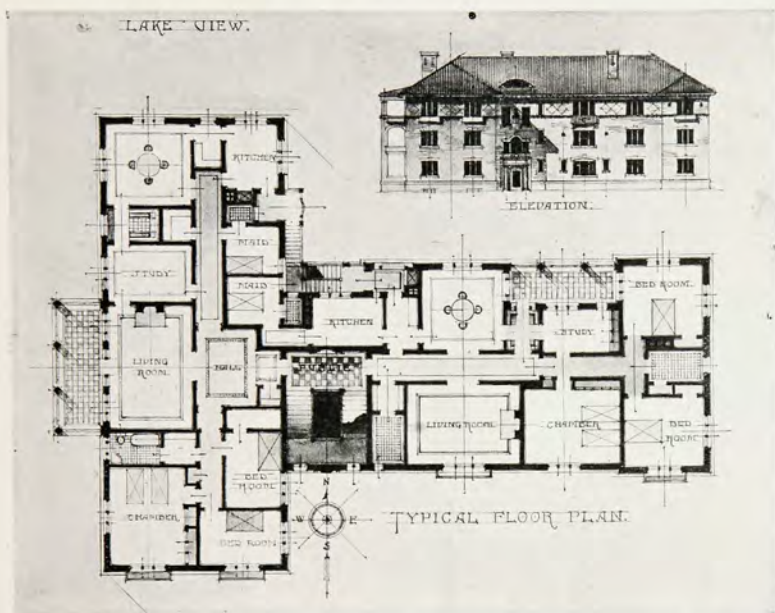 LAKE VIEW.
ELEVATION.
KITCHEN
MAID
STUDY
MAID
KITCHEN
BED ROOM.
STUDY
LIVING ROOM.
HALL
PUBLIC
LIVING ROOM.
CHAMBER
BED ROOM.
BED ROOM.
CHAMBER
BED ROOM
N
W E
S
TYPICAL FLOOR PLAN.